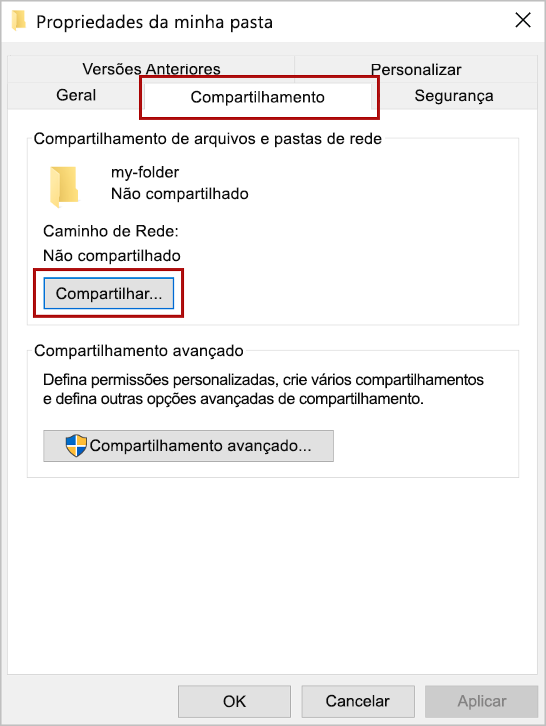 Propriedades da minha pasta
Versões Anteriores
Personalizar
Geral
Compartilhamento
Segurança
Compartilhamento de arquivos e pastas de rede
my-folder
Não compartilhado
Caminho de Rede:
Não compartilhado
Compartilhar...
Compartilhamento avançado
Defina permissões personalizadas, crie vários compartilhamentos
e defina outras opções avançadas de compartilhamento.
Compartilhamento avançado...
OK
Cancelar
Aplicar